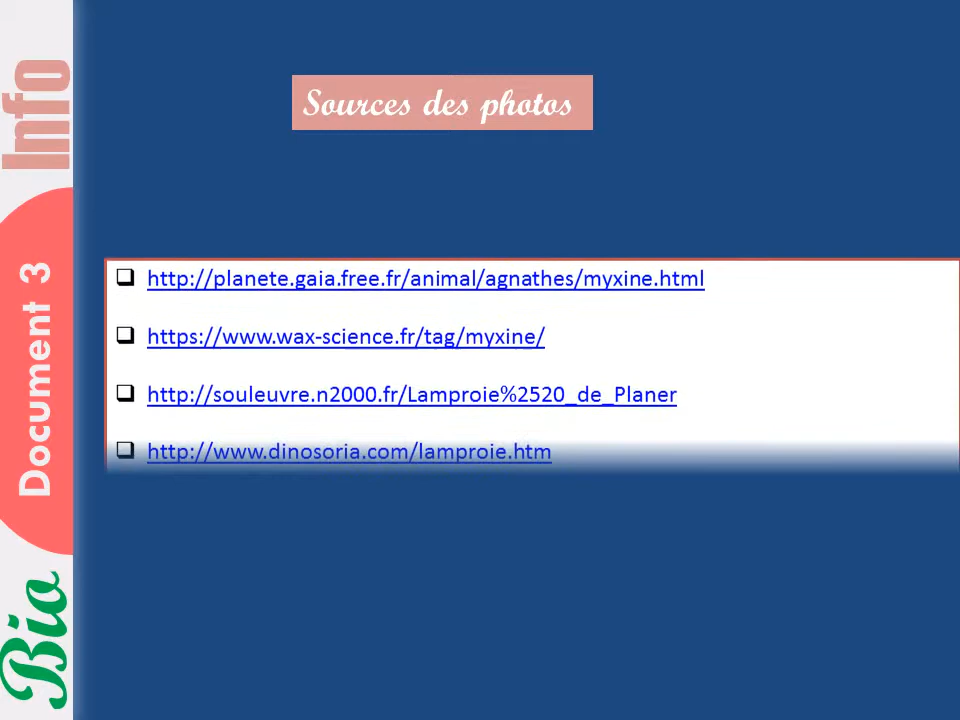 Info
Document 3
Bio
Sources des photos
http://planete.gaia.free.fr/animal/agnathes/myxine.html
https://www.wax-science.fr/tag/myxine/
http://souleuvre.n2000.fr/Lamproie%2520_de_Planer
http://www.dinosoria.com/lamproie.htm